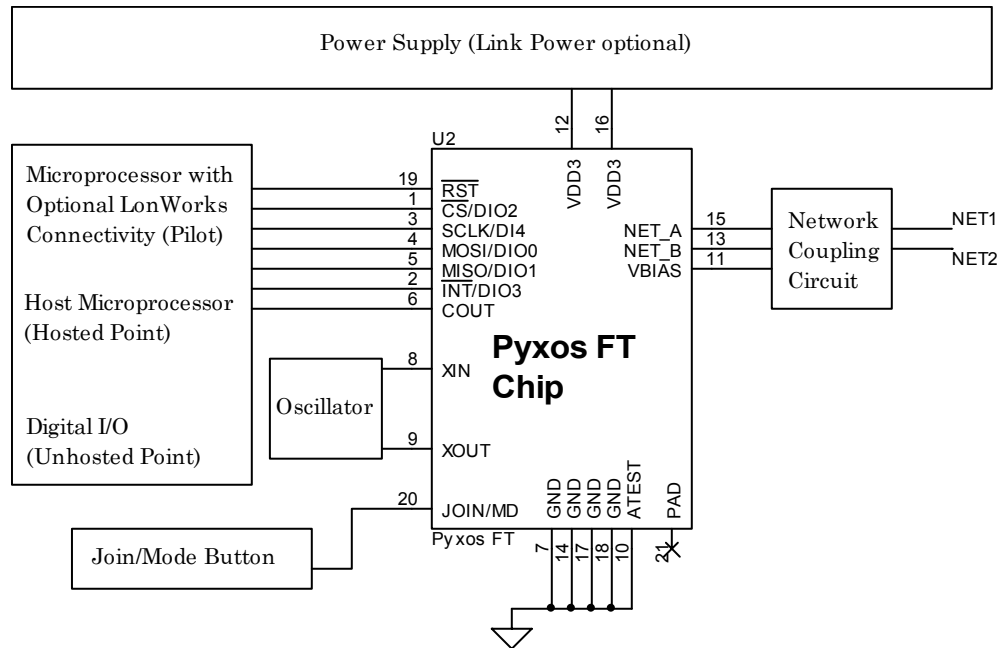 Power Supply (Link Power optional)
12
16
U2
VDD3
VDD3
Microprocessor with
Optional LonWorks
Connectivity (Pilot)
Host Microprocessor
(Hosted Point)
Digital I/O
(Unhosted Point)
19
RST
1
CS/DIO2
3
SCLK/DI4
4
MOSI/DIO0
5
MISO/DIO1
2
INT/DIO3
6
COUT
NET_A
15
NET_B
13
VBIAS
11
Network
Coupling
Circuit
NET1
NET2
Pyxos FT
Chip
Oscillator
8
XIN
9
XOUT
20
JOIN/MD
Pyxos FT
Join/Mode Button
GND
GND
GND
GND
ATEST
PAD
7
14
17
18
10
21